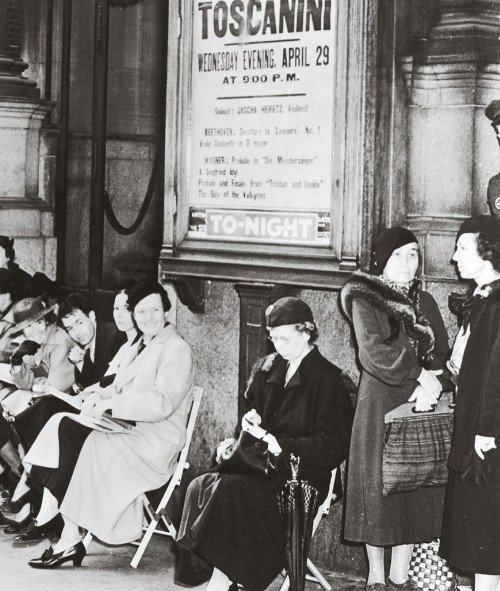 TOSCANINI
WEDNESDAY EVENING, APRIL 29
AT 9:00 P.M.
Soloist: JASCHA HEIFETZ Violinist
BEETHOVEN: Overture to "Leonore" No. 1
Violin Concerto in D major
WAGNER: Prelude to "Die Meistersinger"
A Siegfried Idyl
Prelude and Finale from "Tristan and Isolde"
The Ride of the Valkyries
TO-NIGHT